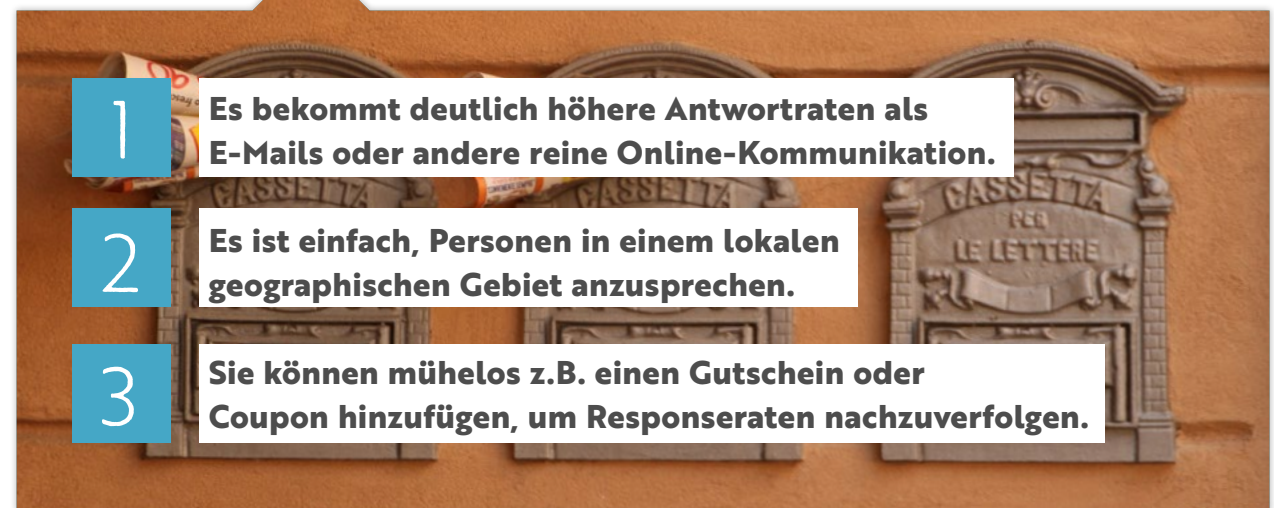 1
Es bekommt deutlich höhere Antwortraten als
E-Mails oder andere reine Online-Kommunikation.
2
Es ist einfach, Personen in einem lokalen
geographischen Gebiet anzusprechen.
3
Sie können mühelos z.B. einen Gutschein oder
Coupon hinzufügen, um Responseraten nachzuverfolgen.
CASSETTA
CASSETTA
CASSETTA
PER
LE LETTERE